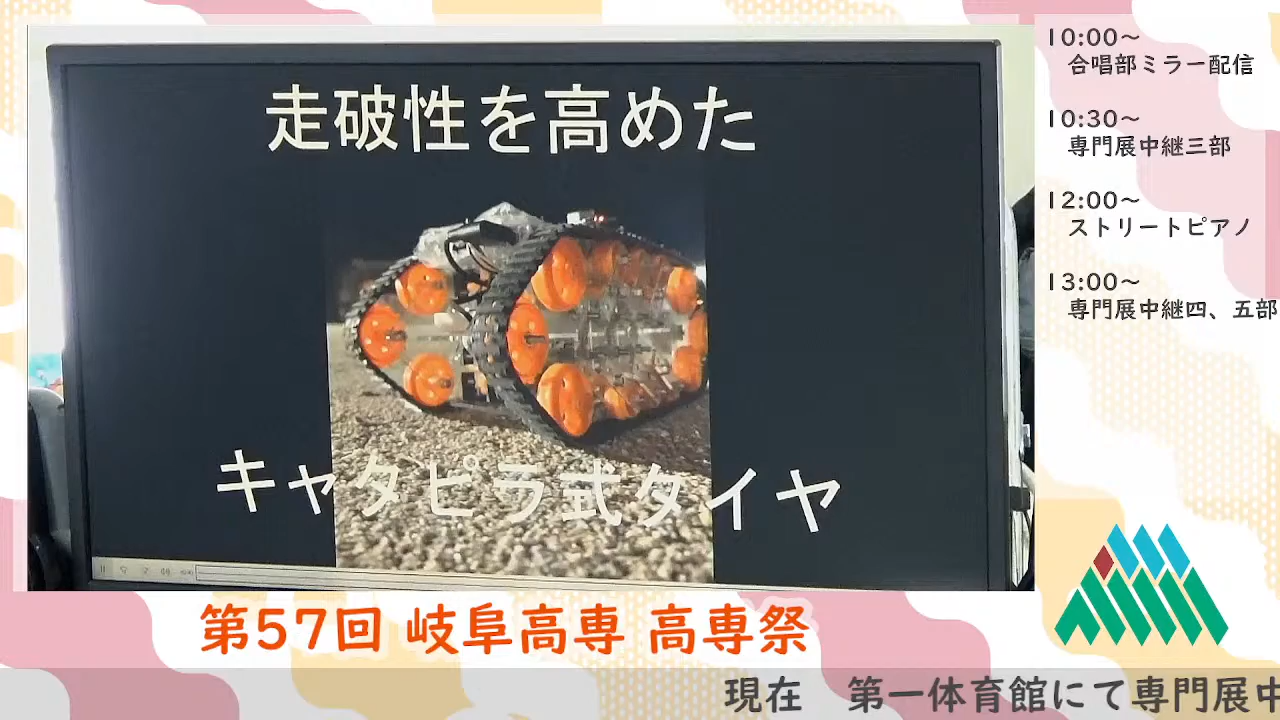 走破性を高めた
キャタピラ式タイヤ
10:00~
合唱部ミラー配信
10:30~
専門展中継三部
12:00~
ストリートピアノ
13:00~
専門展中継四、五部
第57回 岐阜高専 高専祭
現在 第一体育館にて専門展中